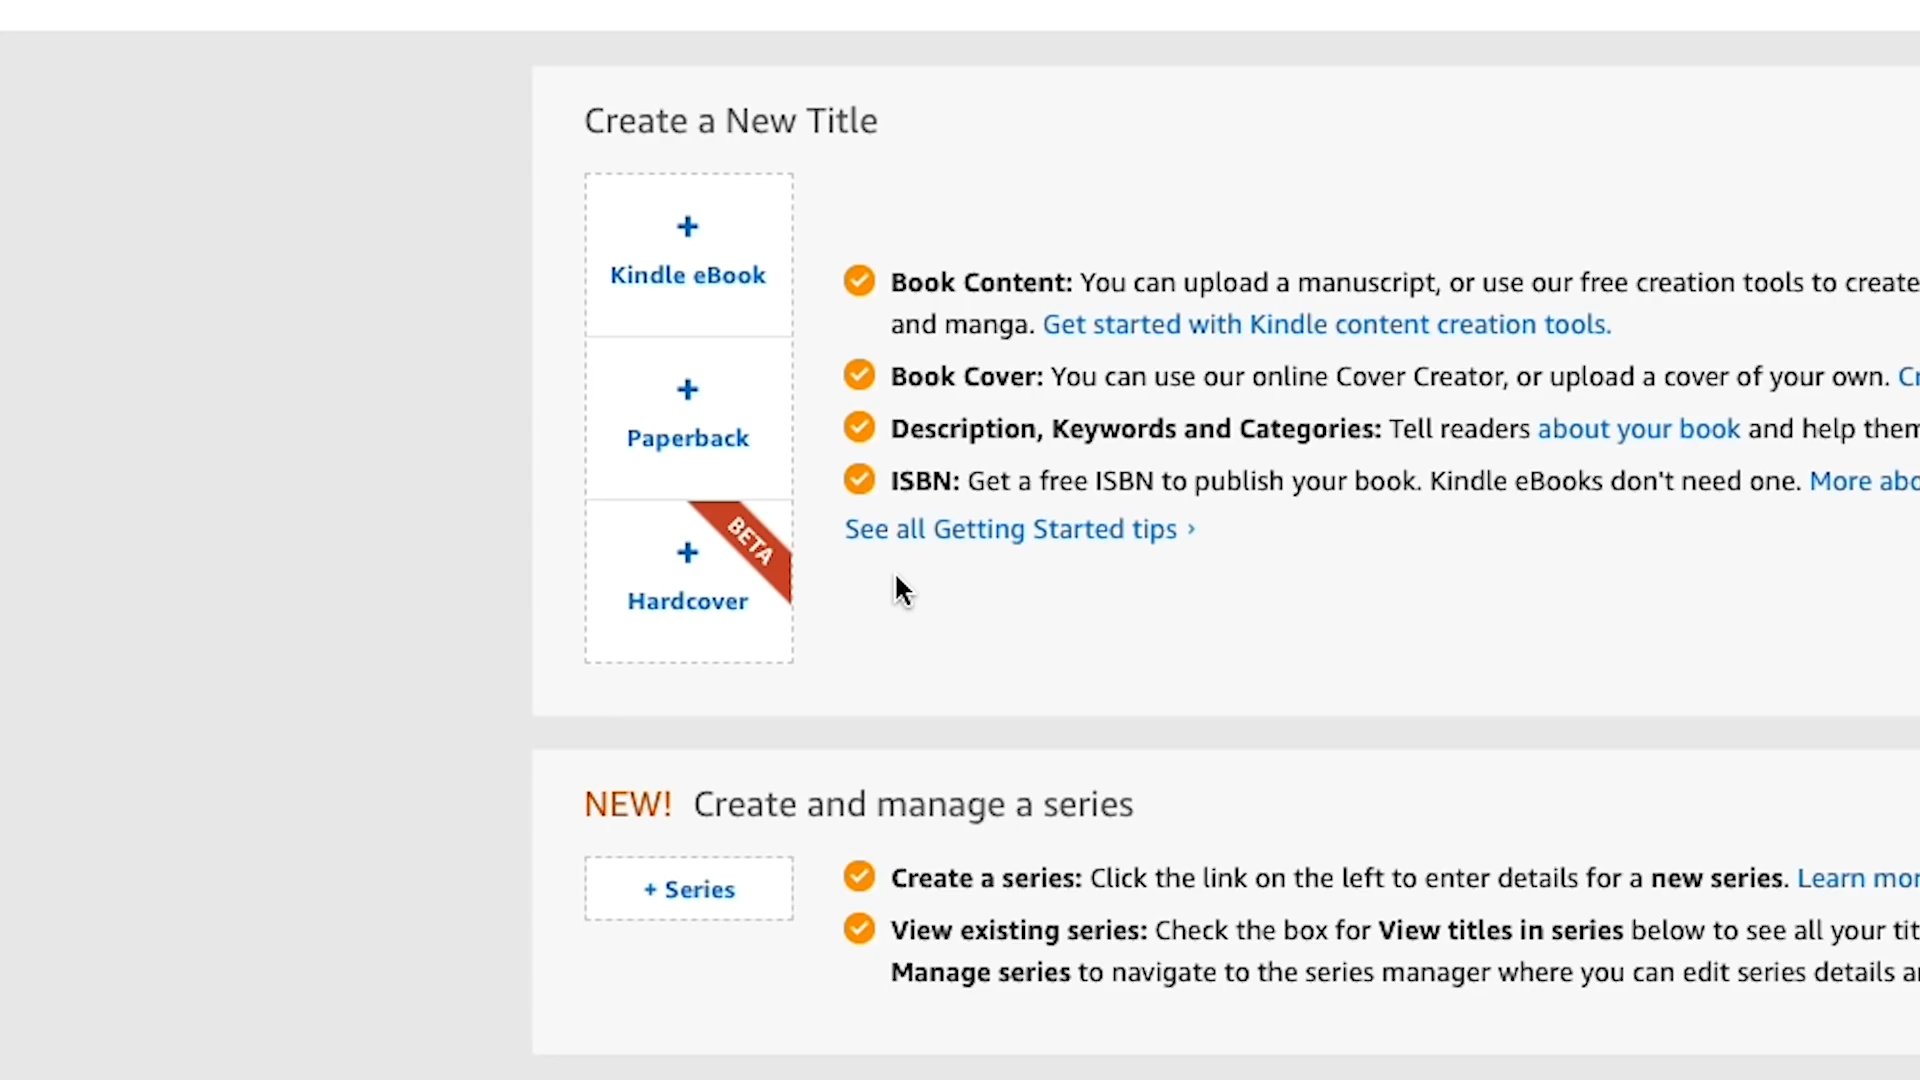 Create a New Title
+
Kindle eBook
+
Paperback
BETA
+
Hardcover
Book Content: You can upload a manuscript, or use our free creation tools to create
and manga. Get started with Kindle content creation tools.
Book Cover: You can use our online Cover Creator, or upload a cover of your own.
Description, Keywords and Categories: Tell readers about your book and help them
ISBN: Get a free ISBN to publish your book. Kindle eBooks don't need one. More
See all Getting Started tips ›
NEW! Create and manage a series
+ Series
Create a series: Click the link on the left to enter details for a new series. Learn
View existing series: Check the box for View titles in series below to see all your
Manage series to navigate to the series manager where you can edit series details